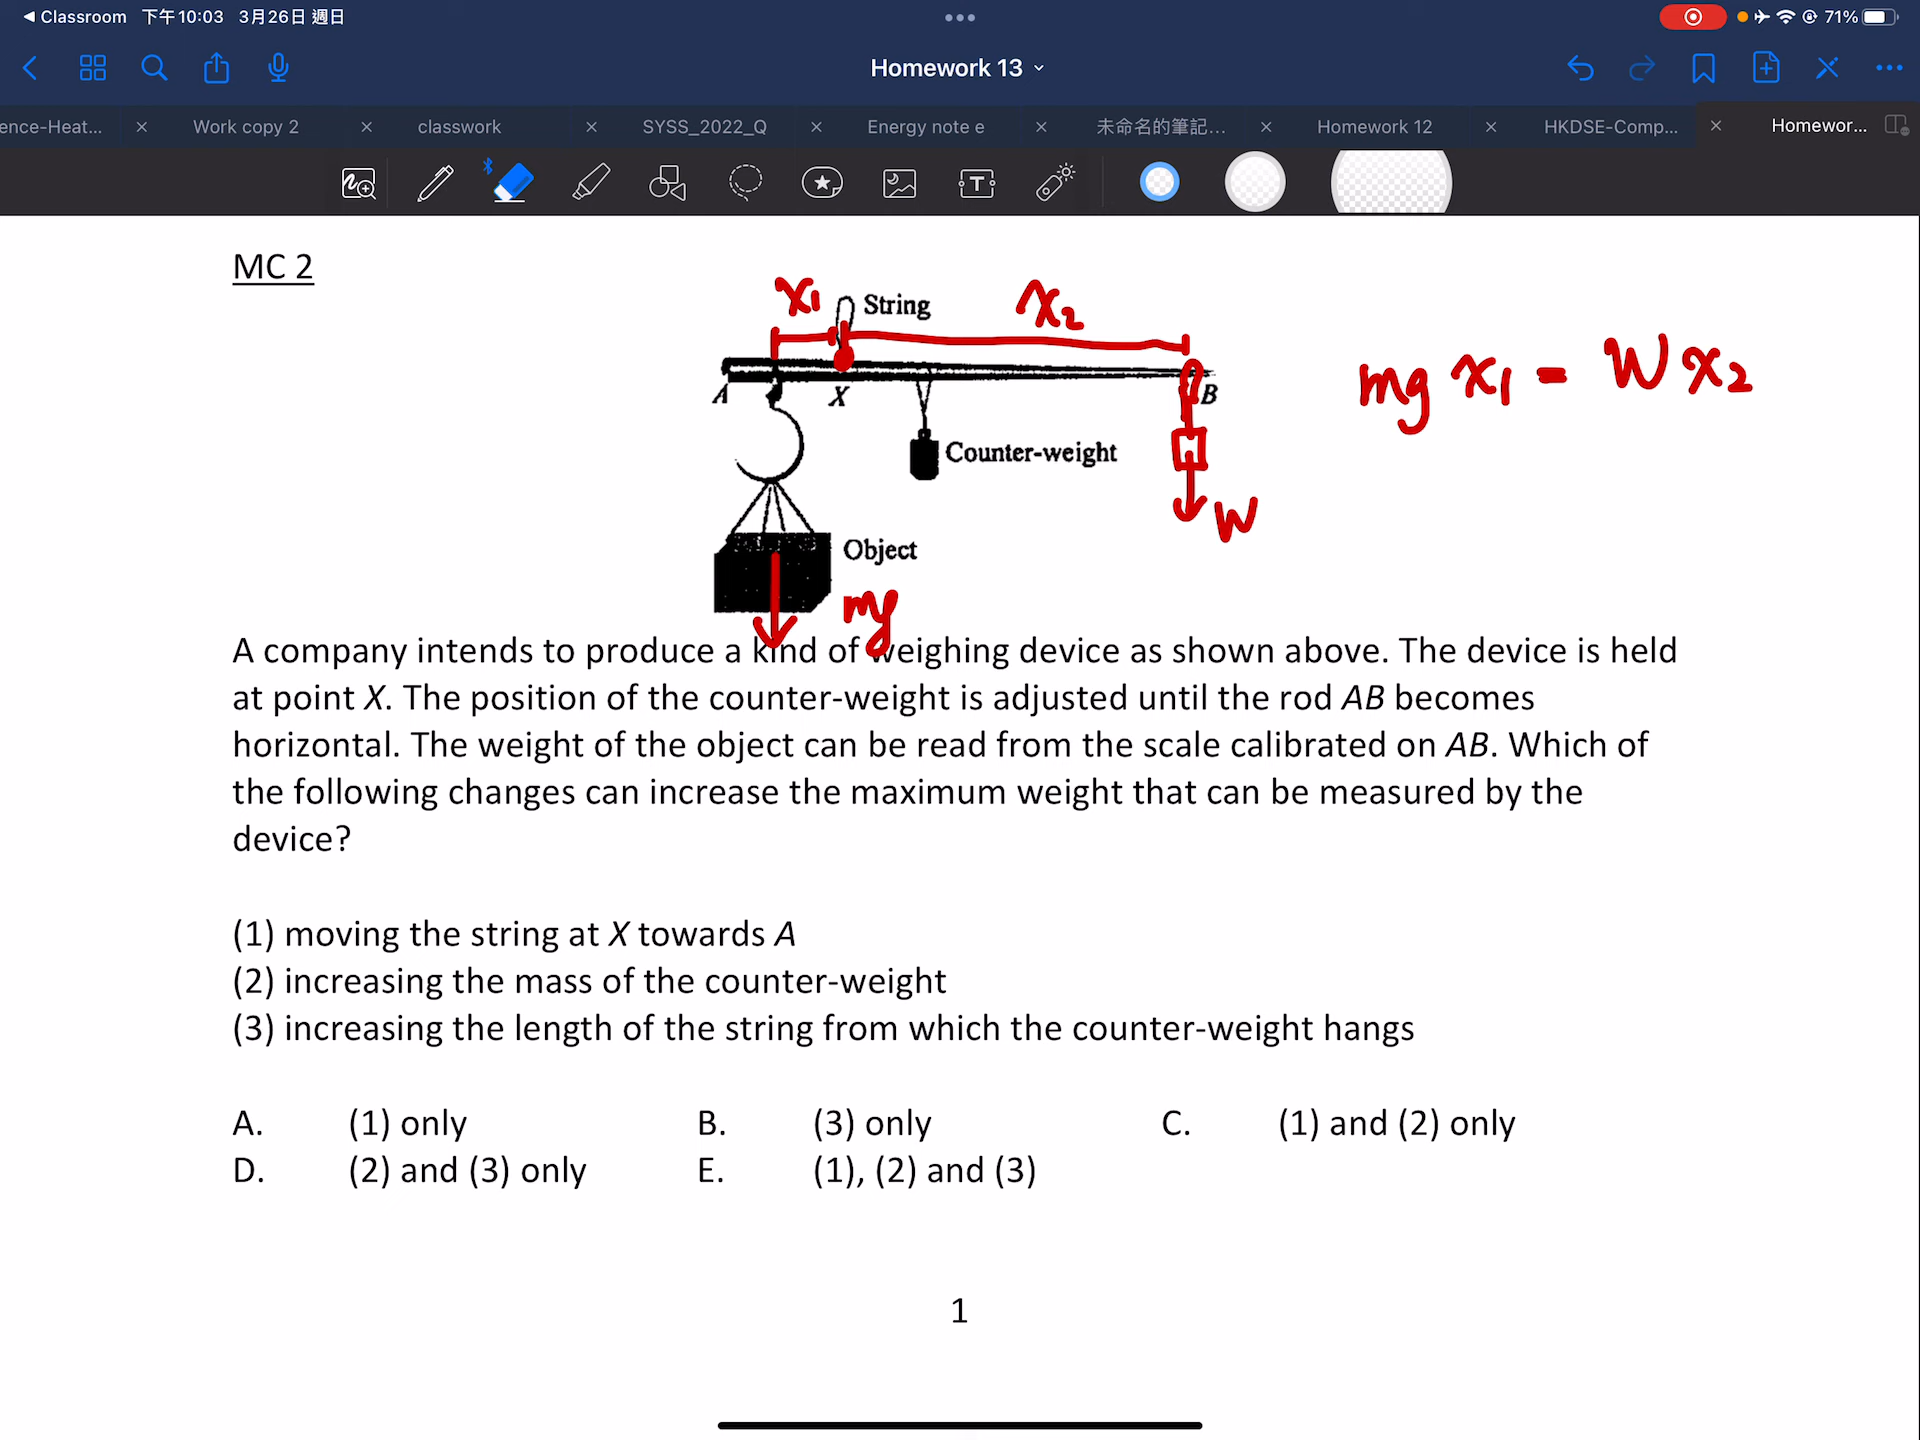 Classroom 下午10:03 3月26日 週日
71%
Homework 13
ence-Heat...
Work copy 2
classwork
SYSS_2022_Q
Energy note e
未命名的筆記...
Homework 12
HKDSE-Comp...
Homewor...
MC 2
x₁
String
x₂
A
X
B
mg x₁ = W x₂
Counter-weight
W
Object
mg
A company intends to produce a kind of weighing device as shown above. The device is held
at point X. The position of the counter-weight is adjusted until the rod AB becomes
horizontal. The weight of the object can be read from the scale calibrated on AB. Which of
the following changes can increase the maximum weight that can be measured by the
device?
(1) moving the string at X towards A
(2) increasing the mass of the counter-weight
(3) increasing the length of the string from which the counter-weight hangs
A. (1) only B. (3) only C. (1) and (2) only
D. (2) and (3) only E. (1), (2) and (3)
1